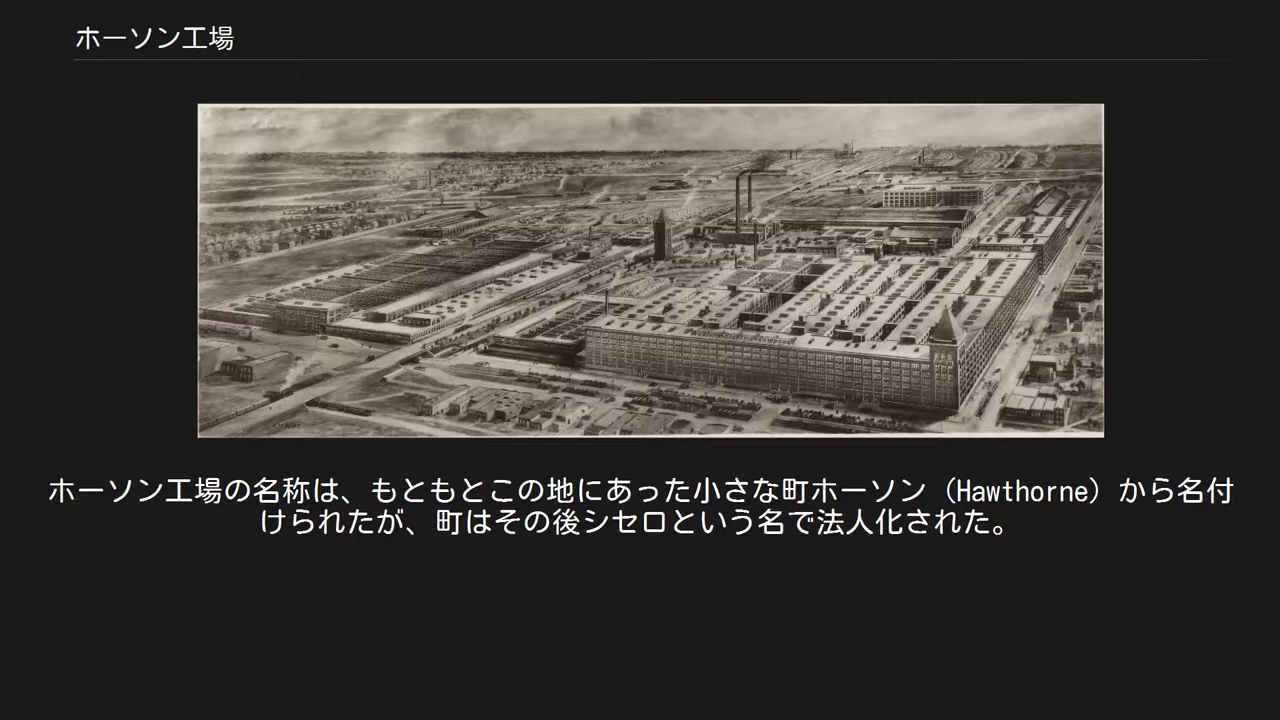 ホーソン工場
ホーソン工場の名称は、もともとこの地にあった小さな町ホーソン（Hawthorne）から名付
けられたが、町はその後シセロという名で法人化された。